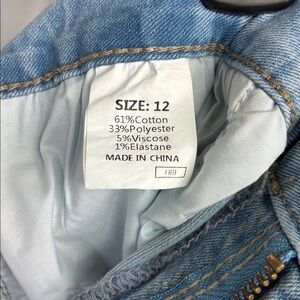 SIZE: 12
61%Cotton
33%Polyester
5%Viscose
1%Elastane
MADE IN CHINA
189